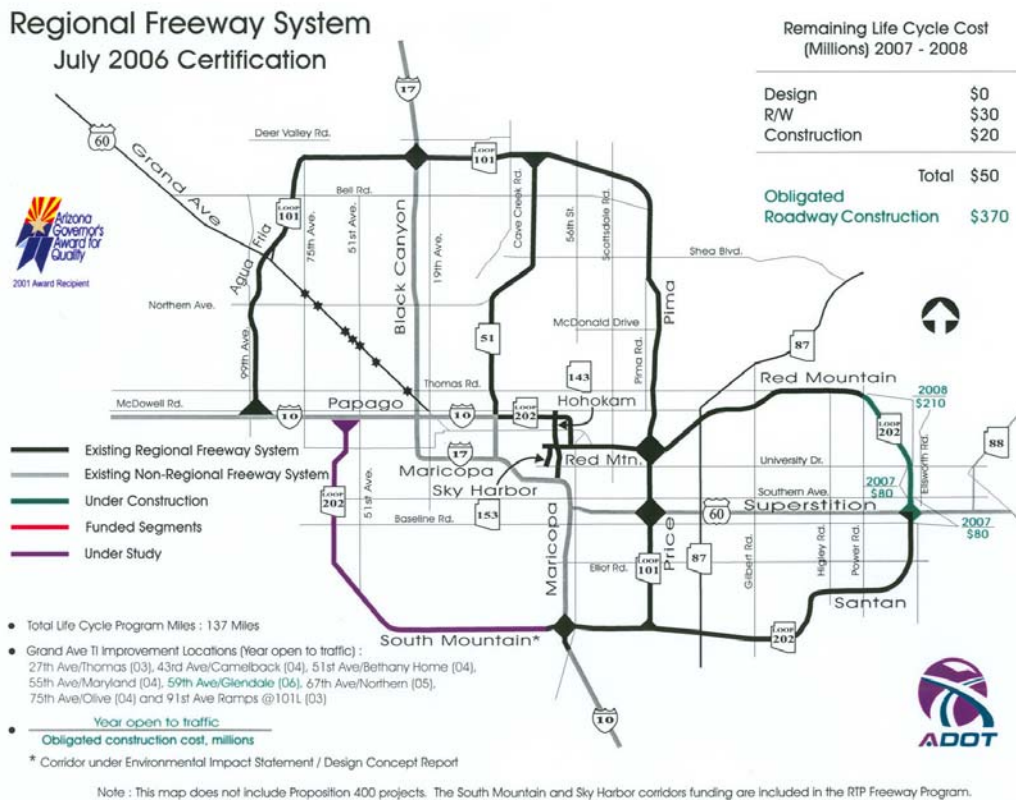 Regional Freeway System
July 2006 Certification
Remaining Life Cycle Cost
(Millions) 2007 - 2008
Design $0
R/W $30
Construction $20
Total $50
Obligated
Roadway Construction $370
17
60
Grand Ave
Deer Valley Rd.
LOOP
101
Bell Rd.
LOOP
101
Agua Fria
75th Ave.
51st Ave.
Black Canyon
19th Ave.
Cave Creek Rd.
56th St.
Scottsdale Rd.
Shea Blvd.
Arizona
Governor's
Award for
Quality
2001 Award Recipient
Northern Ave.
99th Ave.
51
McDonald Drive
Pima Rd.
Pima
87
143
Hohokam
Thomas Rd.
Red Mountain
2008
$210
McDowell Rd.
Papago
10
10
LOOP
202
LOOP
202
88
Existing Regional Freeway System
Existing Non-Regional Freeway System
Under Construction
Funded Segments
Under Study
17
Maricopa
Red Mtn.
Sky Harbor
153
University Dr.
Ellsworth Rd.
Southern Ave.
2007
$80
60
Superstition
2007
$80
LOOP
202
51st Ave.
Baseline Rd.
Maricopa
Elliot Rd.
LOOP
101
Price
87
Gilbert Rd.
Higley Rd.
Power Rd.
Santan
LOOP
202
South Mountain*
10
• Total Life Cycle Program Miles : 137 Miles
• Grand Ave TI Improvement Locations (Year open to traffic) :
27th Ave/Thomas (03), 43rd Ave/Camelback (04), 51st Ave/Bethany Home (04),
55th Ave/Maryland (04), 59th Ave/Glendale (06), 67th Ave/Northern (05),
75th Ave/Olive (04) and 91st Ave Ramps @101L (03)
• Year open to traffic
Obligated construction cost, millions
* Corridor under Environmental Impact Statement / Design Concept Report
ADOT
Note : This map does not include Proposition 400 projects. The South Mountain and Sky Harbor corridors funding are included in the RTP Freeway Program.